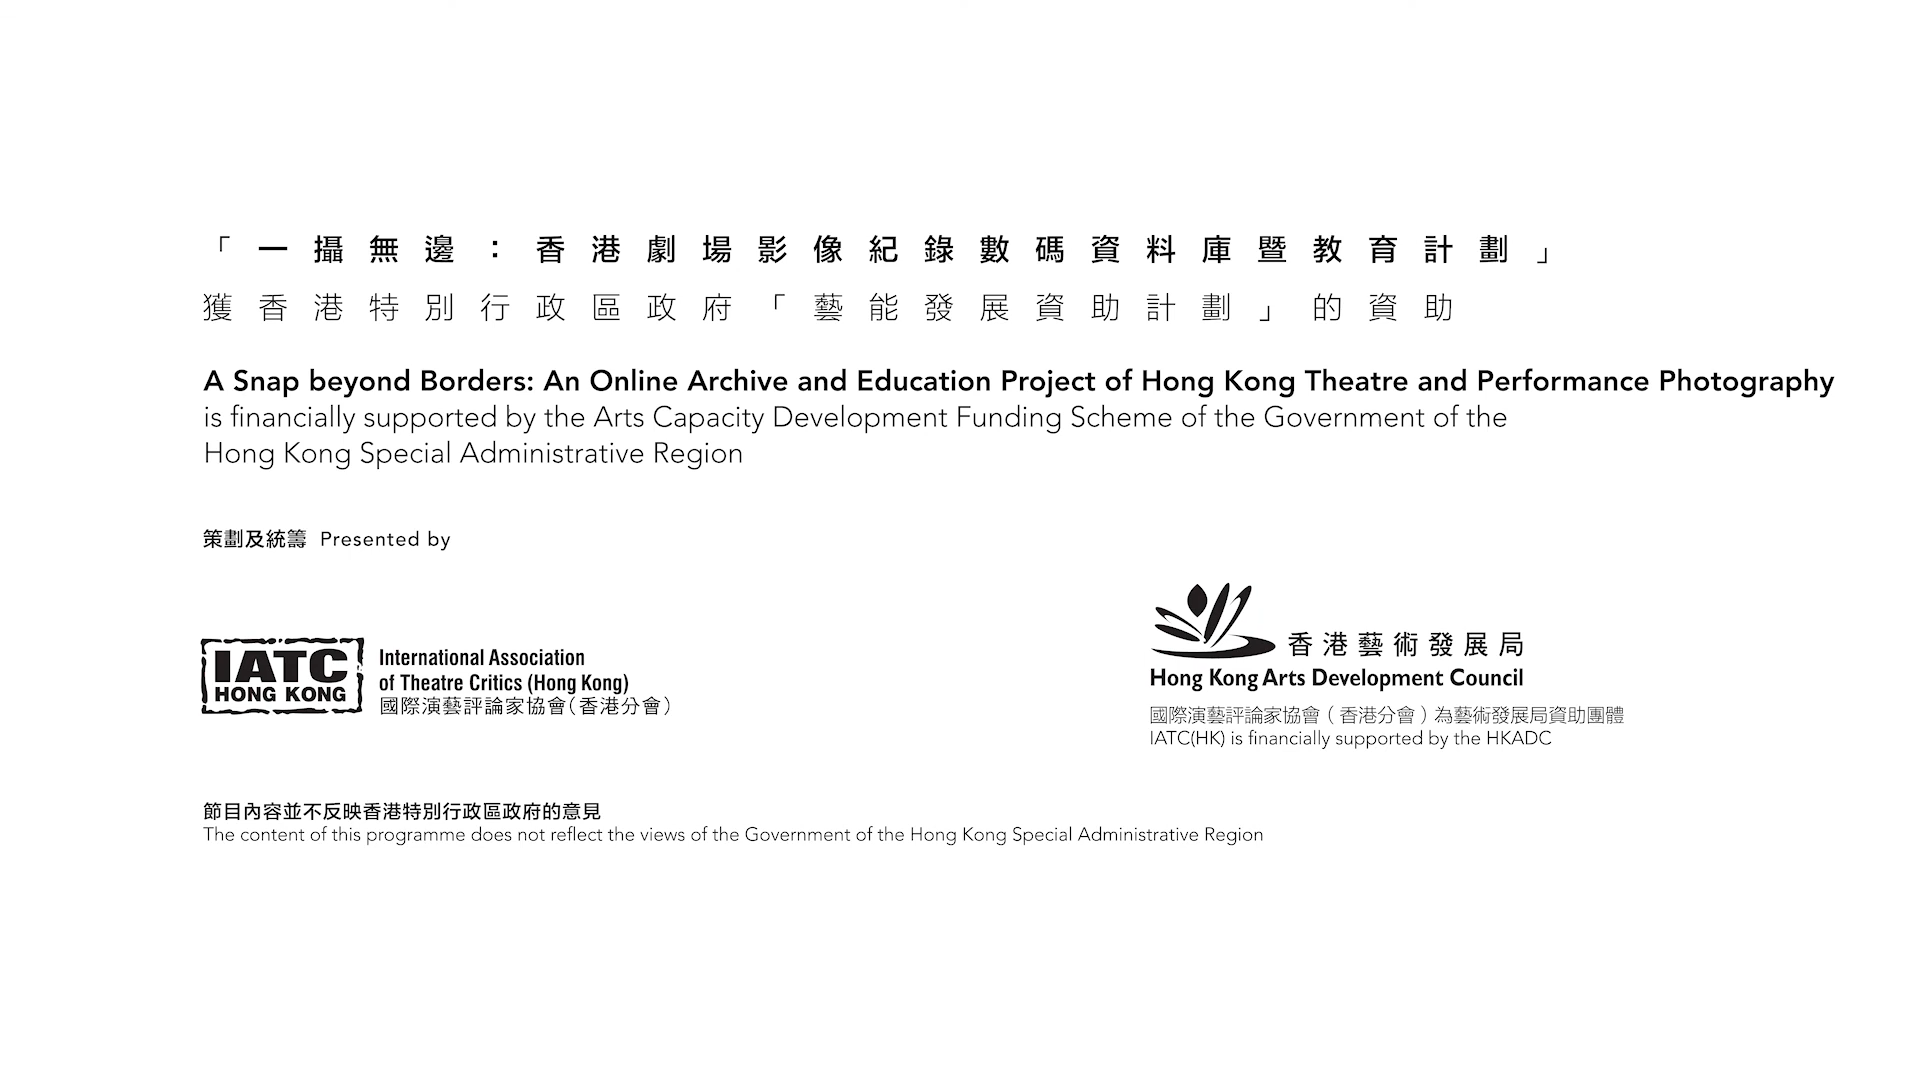 「一攝無邊：香港劇場影像紀錄數碼資料庫暨教育計劃」
獲香港特別行政區政府「藝能發展資助計劃」的資助
A Snap beyond Borders: An Online Archive and Education Project of Hong Kong Theatre and Performance Photography
is financially supported by the Arts Capacity Development Funding Scheme of the Government of the
Hong Kong Special Administrative Region
策劃及統籌 Presented by
IATC
HONG KONG
International Association
of Theatre Critics (Hong Kong)
國際演藝評論家協會（香港分會）
香港藝術發展局
Hong Kong Arts Development Council
國際演藝評論家協會（香港分會）為藝術發展局資助團體
IATC(HK) is financially supported by the HKADC
節目內容並不反映香港特別行政區政府的意見
The content of this programme does not reflect the views of the Government of the Hong Kong Special Administrative Region